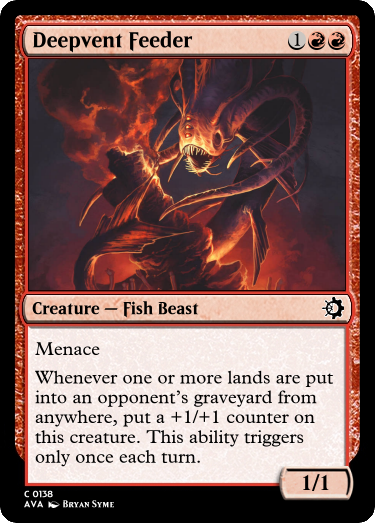 Deepvent Feeder 1
Creature — Fish Beast
Menace
Whenever one or more lands are put
into an opponent's graveyard from
anywhere, put a +1/+1 counter on
this creature. This ability triggers
only once each turn.
1/1
C 0138
AVA Bryan Syme